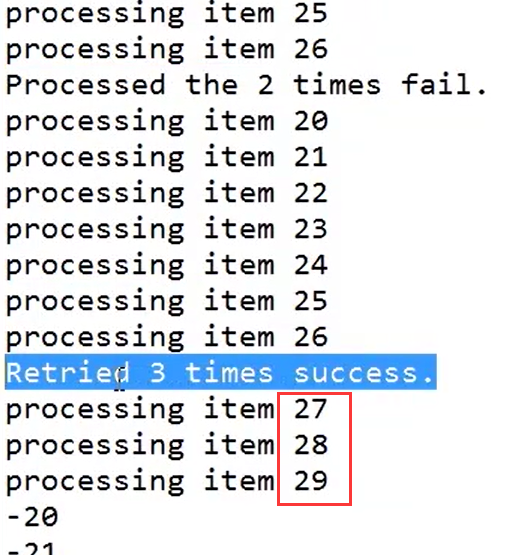 processing item 25
processing item 26
Processed the 2 times fail.
processing item 20
processing item 21
processing item 22
processing item 23
processing item 24
processing item 25
processing item 26
Retried 3 times success.
processing item 27
processing item 28
processing item 29
-20
-21